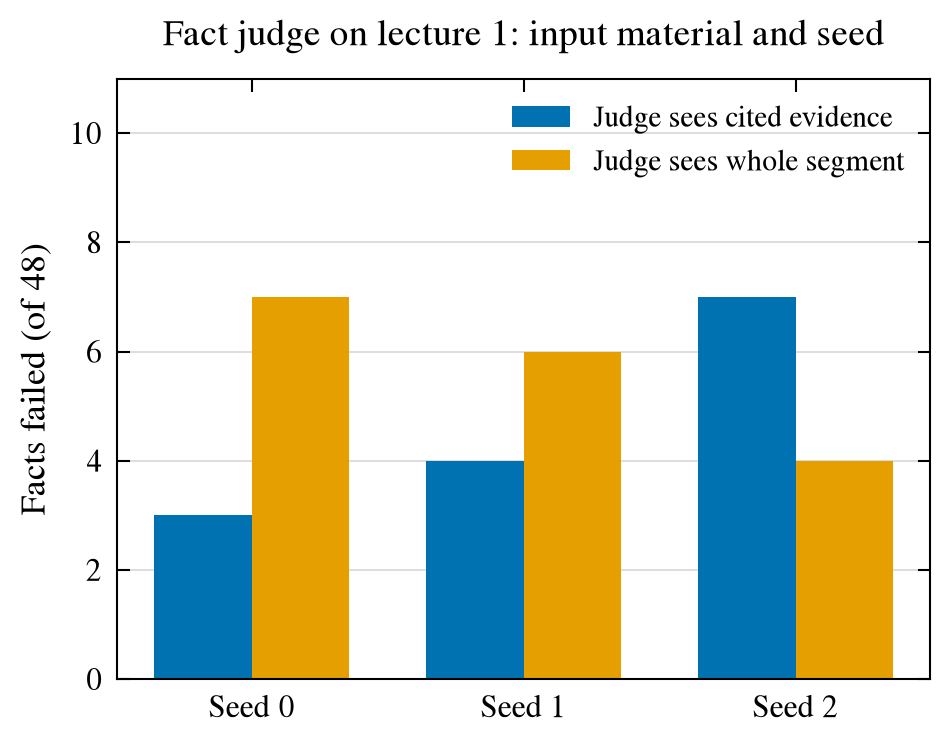 Fact judge on lecture 1: input material and seed
Judge sees cited evidence
Judge sees whole segment
Facts failed (of 48)
10
8
6
4
2
0
Seed 0
Seed 1
Seed 2